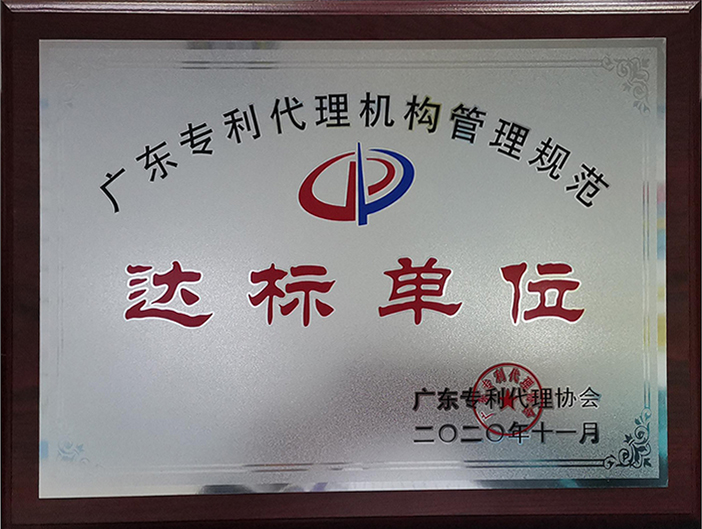 广东专利代理机构管理规范
达标单位
广东专利代理协会
二〇二〇年十一月